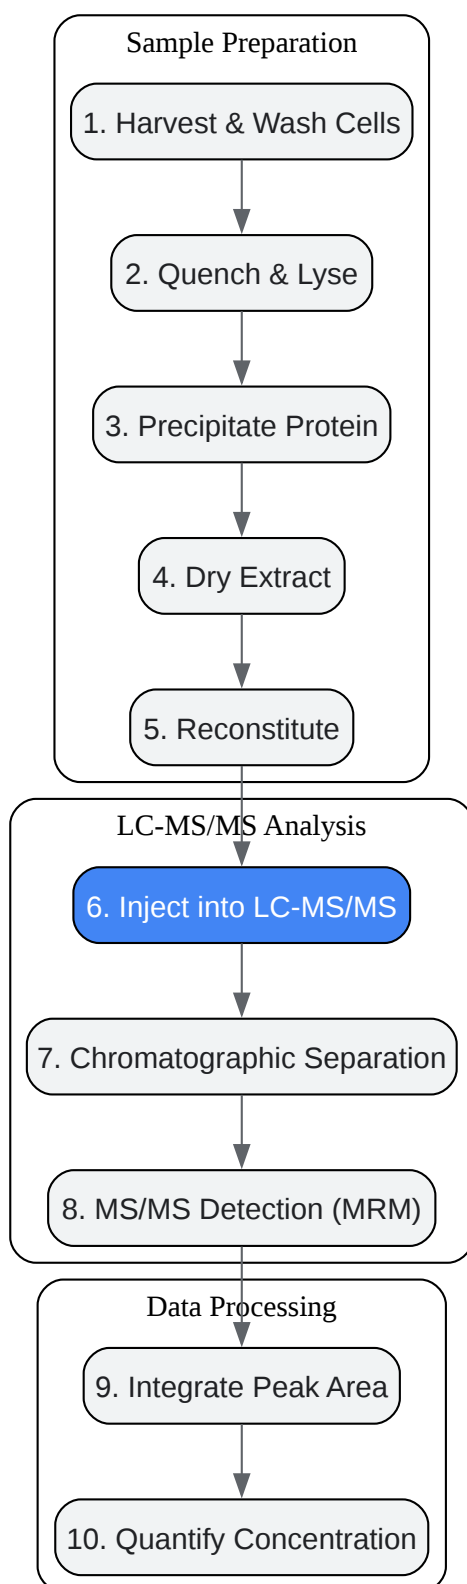 Sample Preparation
1. Harvest & Wash Cells
2. Quench & Lyse
3. Precipitate Protein
4. Dry Extract
5. Reconstitute
LC-MS/MS Analysis
6. Inject into LC-MS/MS
7. Chromatographic Separation
8. MS/MS Detection (MRM)
Data Processing
9. Integrate Peak Area
10. Quantify Concentration